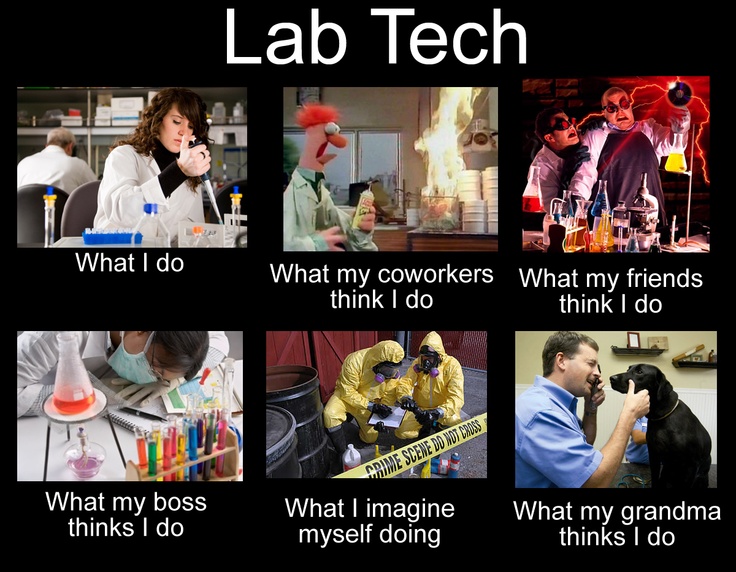 Lab Tech
What I do
What my coworkers
think I do
What my friends
think I do
CRIME SCENE DO NOT CROSS
What my boss
thinks I do
What I imagine
myself doing
What my grandma
thinks I do